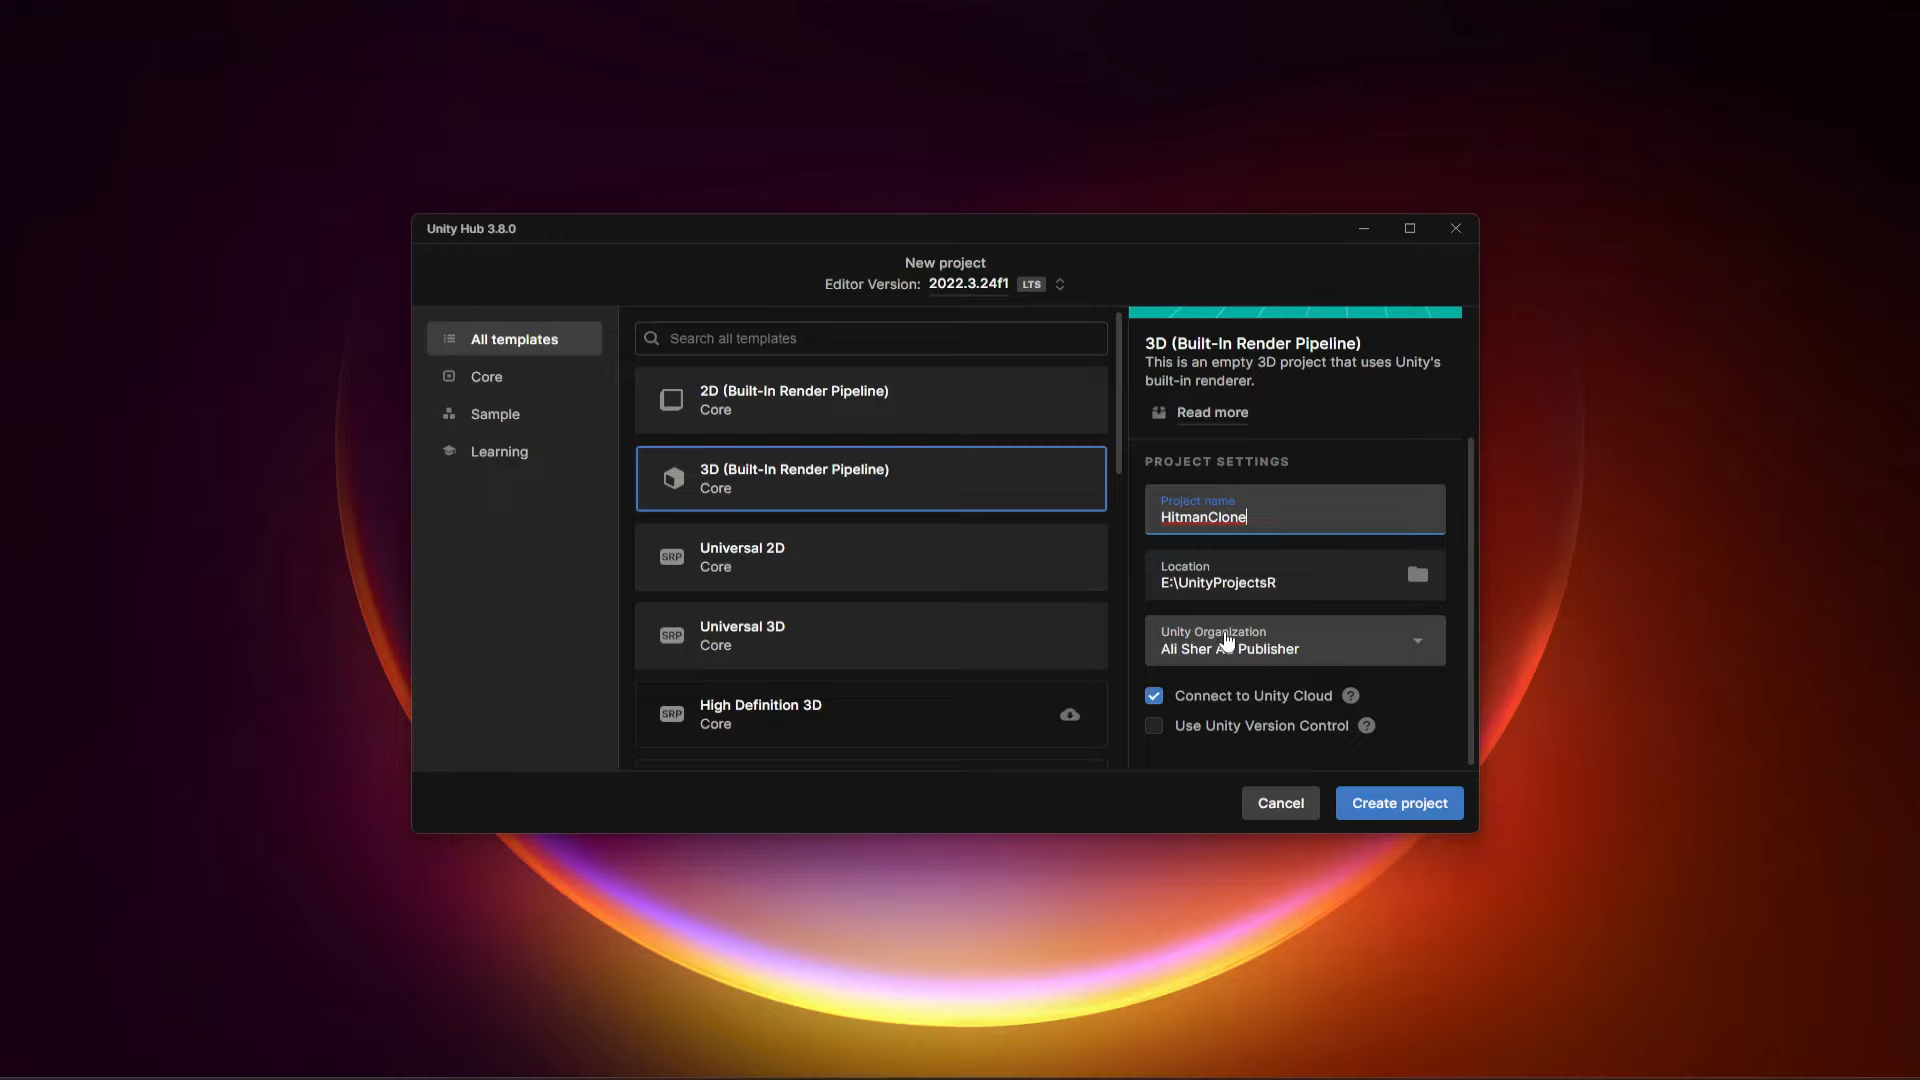 Unity Hub 3.8.0
New project
Editor Version: 2022.3.24f1 LTS
All templates
Core
Sample
Learning
Search all templates
2D (Built-In Render Pipeline)
Core
3D (Built-In Render Pipeline)
Core
SRP
Universal 2D
Core
SRP
Universal 3D
Core
SRP
High Definition 3D
Core
3D (Built-In Render Pipeline)
This is an empty 3D project that uses Unity's
built-in renderer.
Read more
PROJECT SETTINGS
Project name
HitmanClone
Location
E:\UnityProjectsR
Unity Organization
Ali Sher Publisher
Connect to Unity Cloud ?
Use Unity Version Control ?
Cancel
Create project